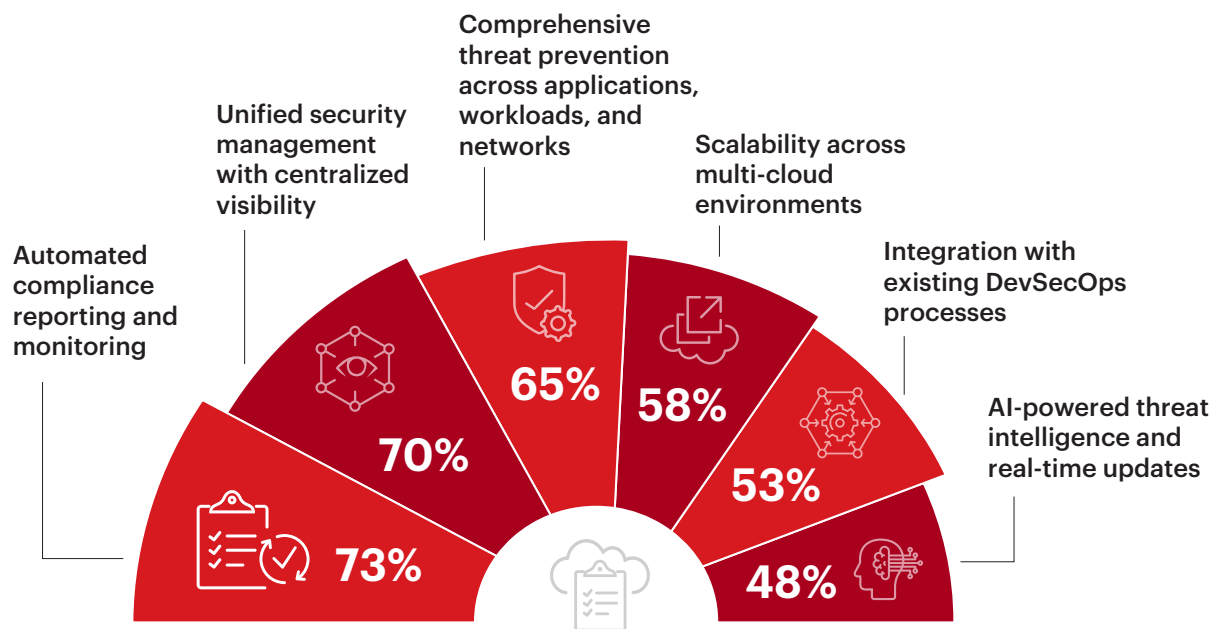 Comprehensive
threat prevention
across applications,
workloads, and
networks
Unified security
management
with centralized
visibility
Scalability across
multi-cloud
environments
Automated
compliance
reporting and
monitoring
Integration with
existing DevSecOps
processes
AI-powered threat
intelligence and
real-time updates
73%
70%
65%
58%
53%
48%